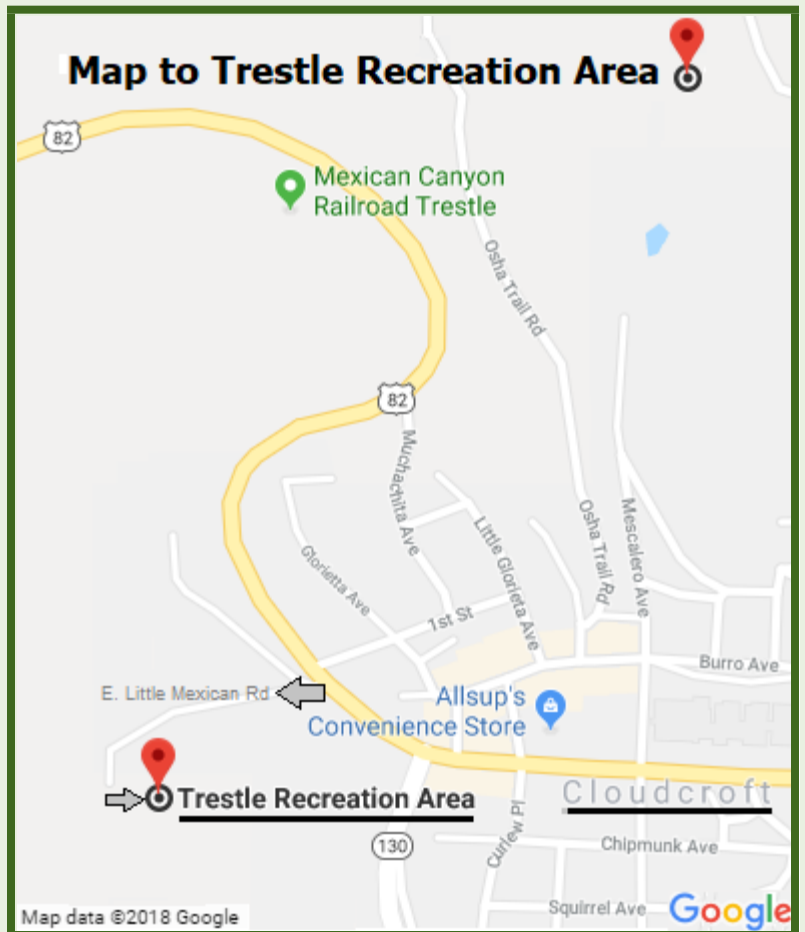 Map to Trestle Recreation Area
82
Mexican Canyon
Railroad Trestle
Osha Trail Rd
82
Muchachita Ave
Little Glorieta Ave
Osha Trail Rd
Mescalero Ave
Glorietta Ave
1st St
Burro Ave
E. Little Mexican Rd
Allsup's
Convenience Store
Trestle Recreation Area
Cloudcroft
130
Curlew Pl
Chipmunk Ave
Squirrel Ave
Map data ©2018 Google
Google